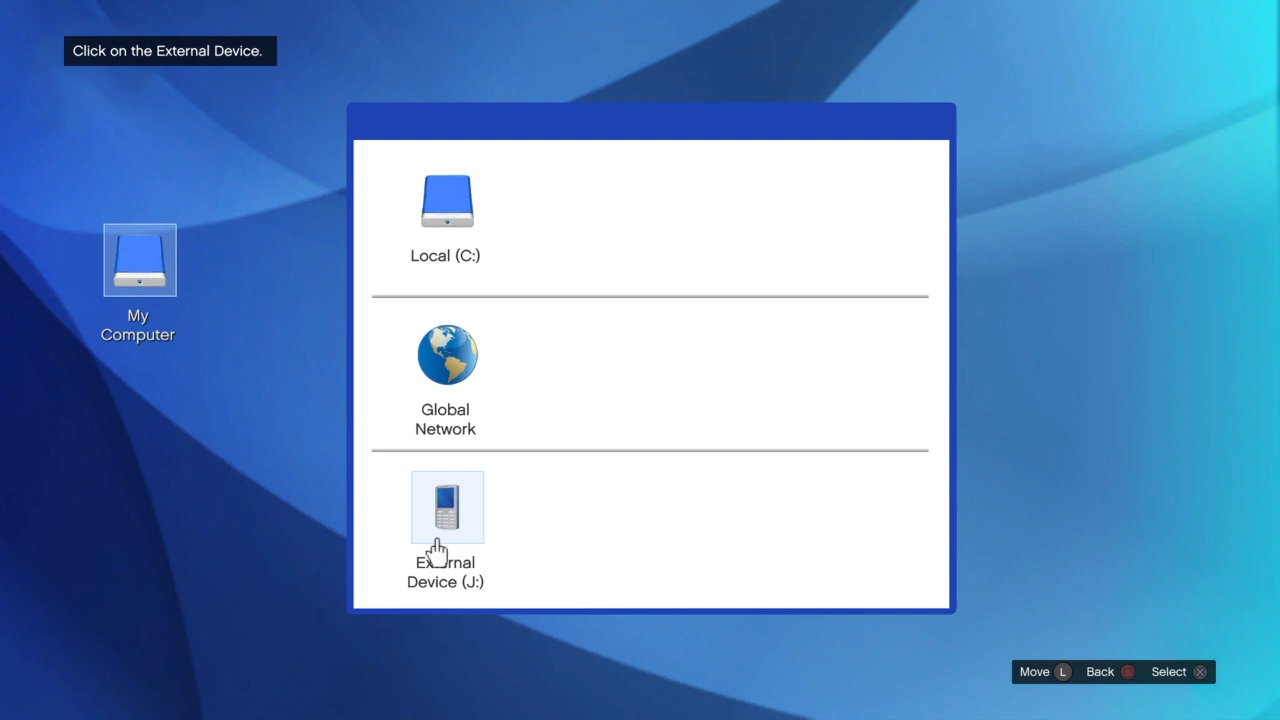 Click on the External Device.
My
Computer
Local (C:)
Global
Network
External
Device (J:)
Move L Back Select